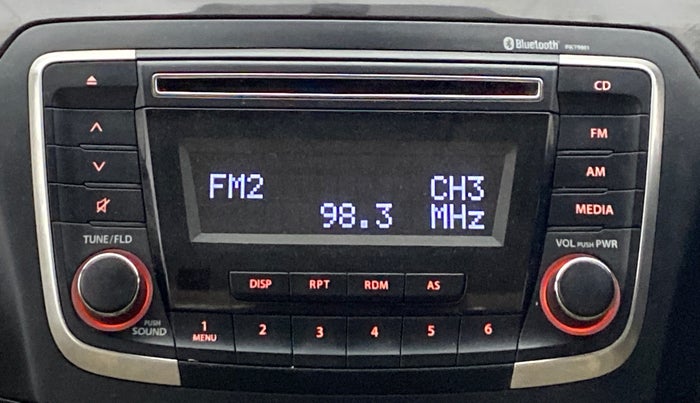 Bluetooth
CD
FM
AM
MEDIA
FM2 CH3
98.3 MHz
TUNE/FLD
VOL PUSH PWR
DISP RPT RDM AS
PUSH
SOUND
1 2 3 4 5 6
MENU